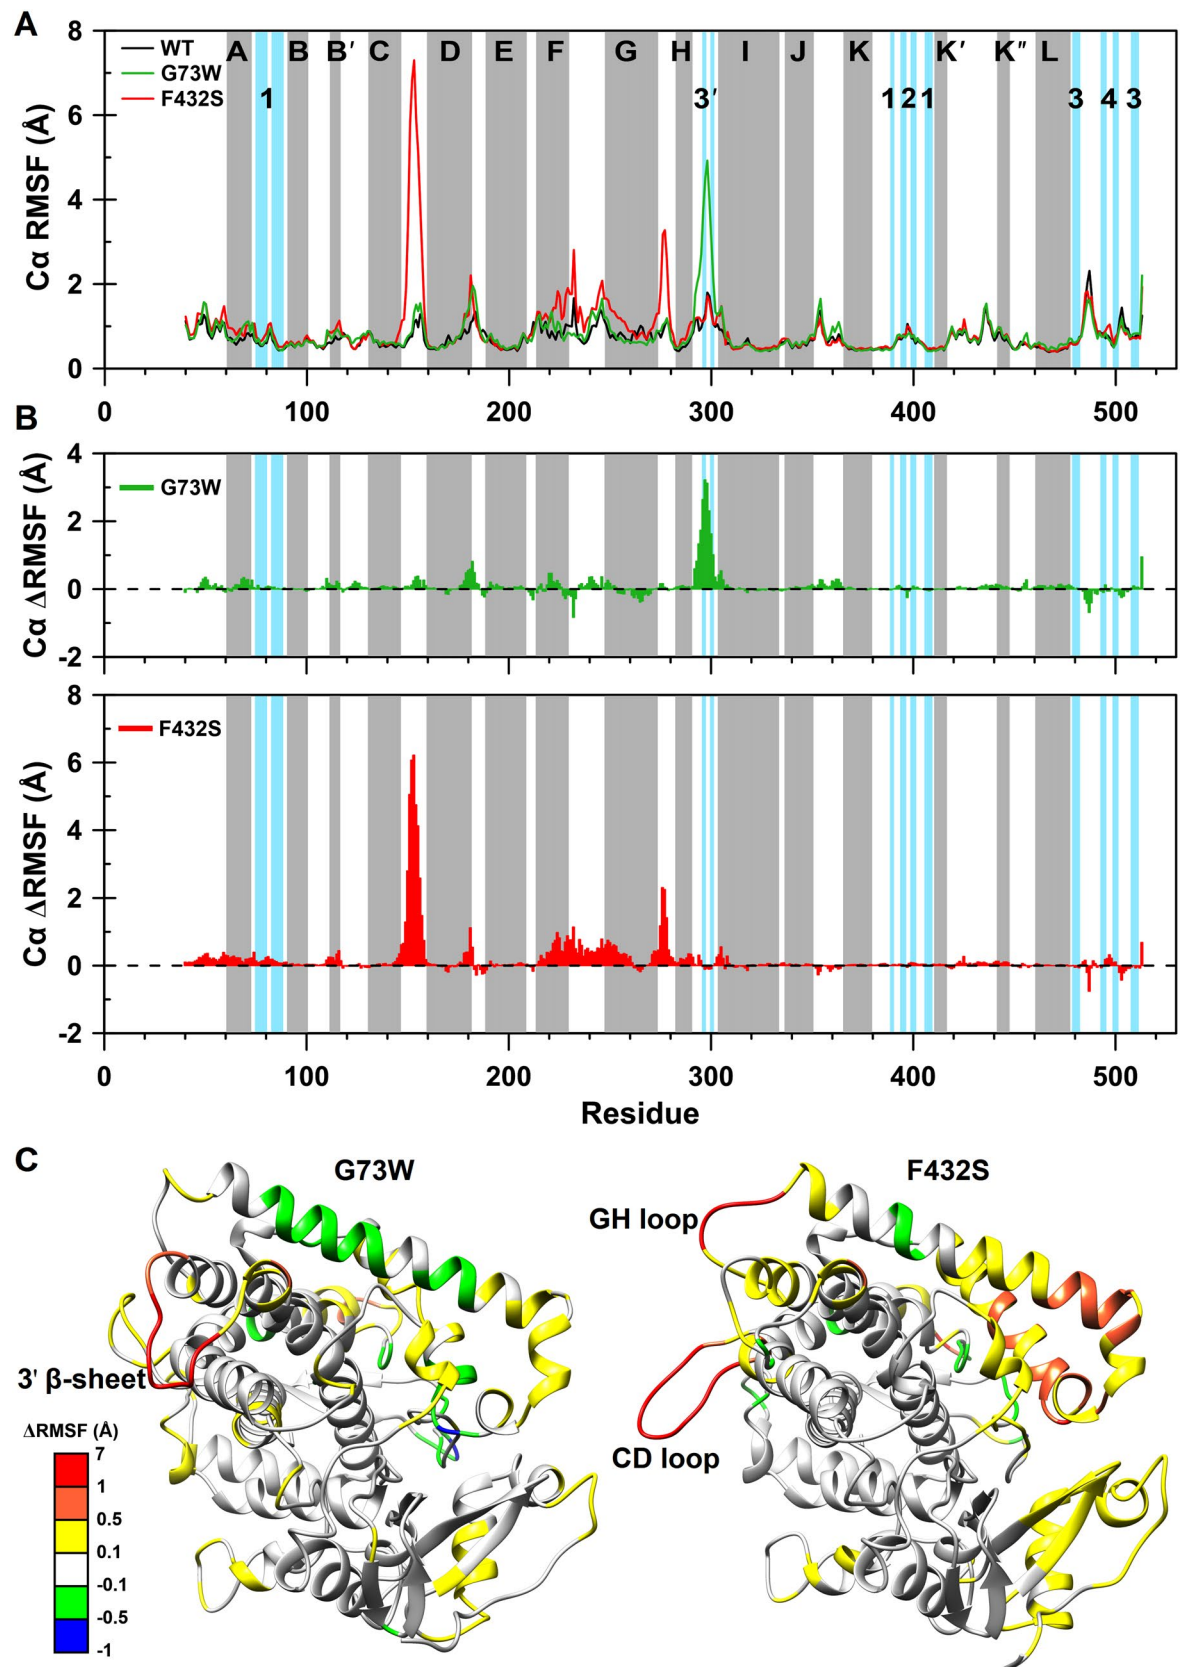 A
8
6
4
2
0
Cα RMSF (Å)
WT
G73W
F432S
A B B′ C D E F G H I J K K′ K″ L
1 3′ 1 2 1 3 4 3
0 100 200 300 400 500
B
4
2
0
-2
Cα ΔRMSF (Å)
G73W
8
6
4
2
0
-2
Cα ΔRMSF (Å)
F432S
0 100 200 300 400 500
Residue
C
G73W
F432S
GH loop
3′ β-sheet
CD loop
ΔRMSF (Å)
7
1
0.5
0.1
-0.1
-0.5
-1